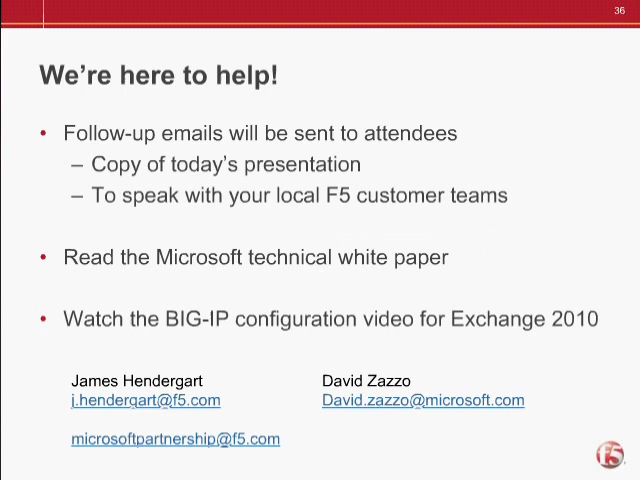 36
We're here to help!
• Follow-up emails will be sent to attendees
– Copy of today's presentation
– To speak with your local F5 customer teams
• Read the Microsoft technical white paper
• Watch the BIG-IP configuration video for Exchange 2010
James Hendergart
j.hendergart@f5.com
David Zazzo
David.zazzo@microsoft.com
microsoftpartnership@f5.com
f5